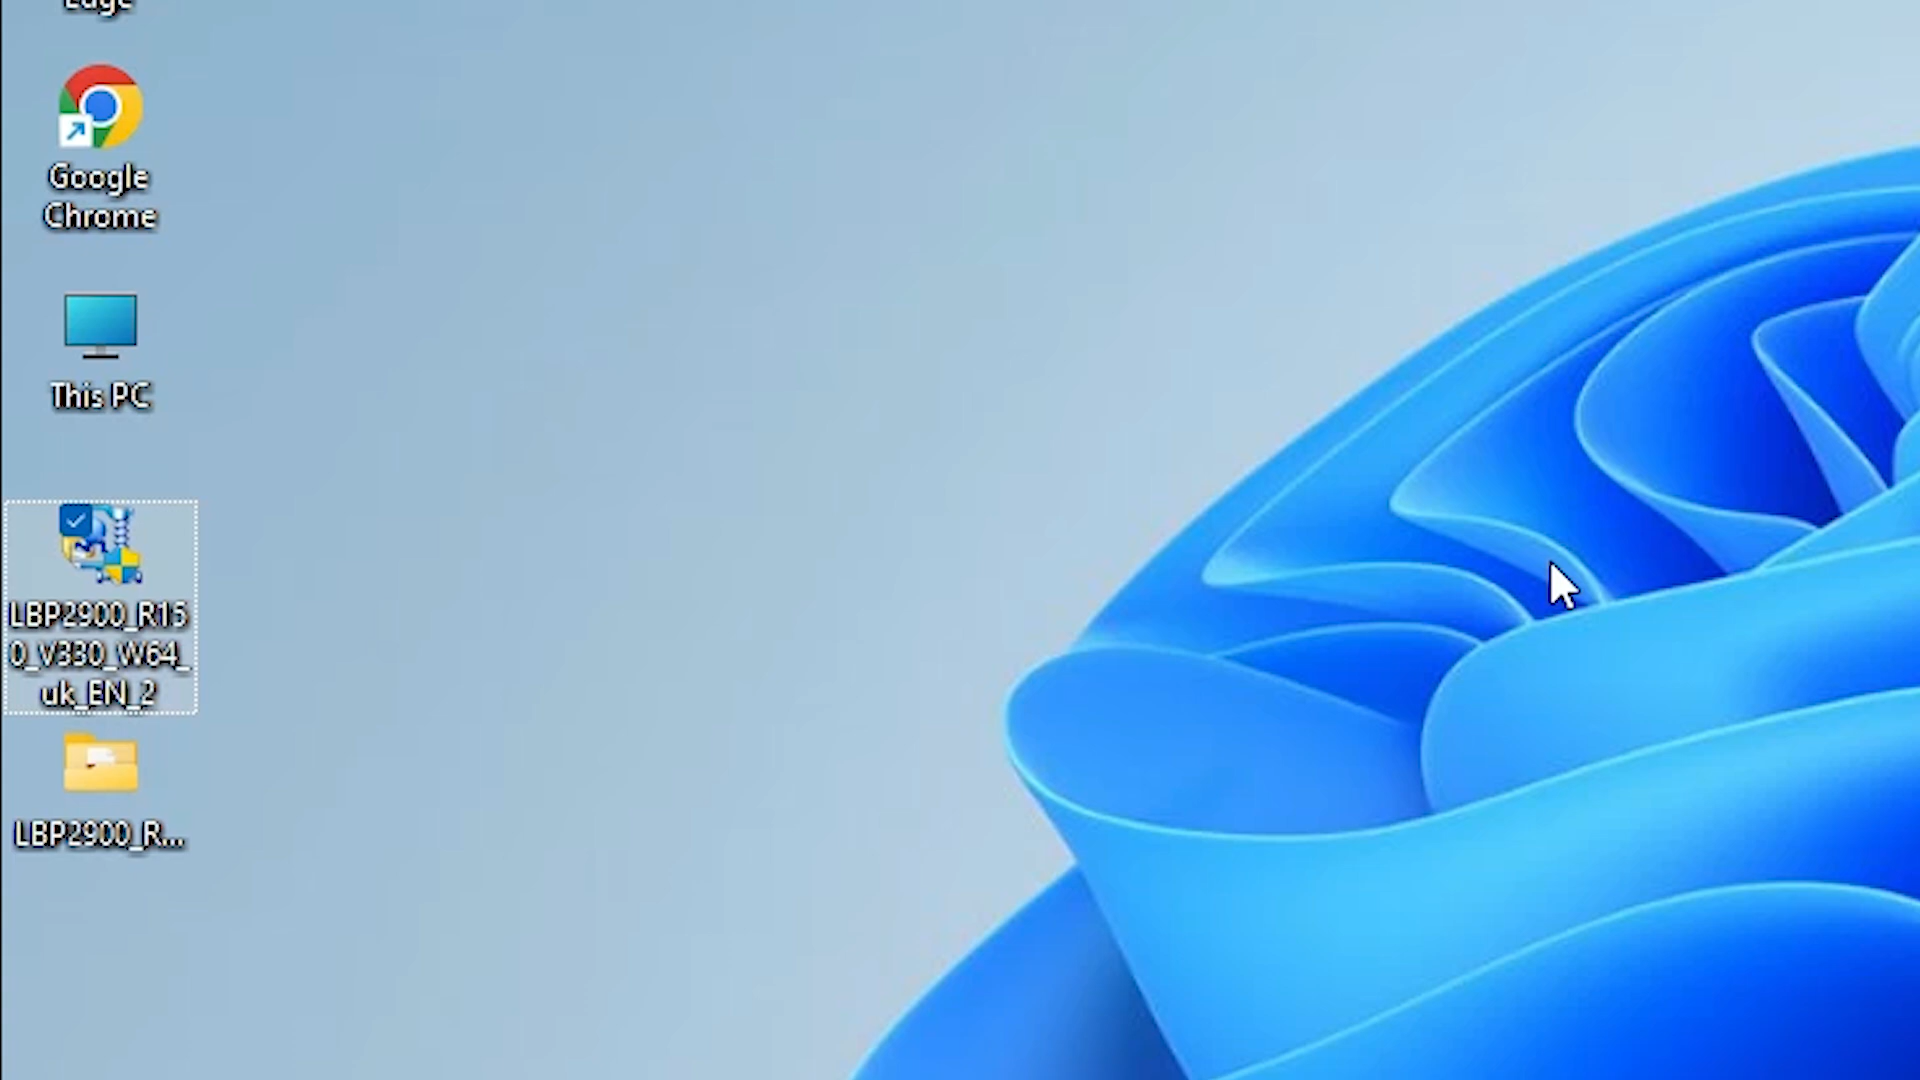 Edge
Google
Chrome
This PC
LBP2900_R15
0_V330_W64_
uk_EN_2
LBP2900_R...